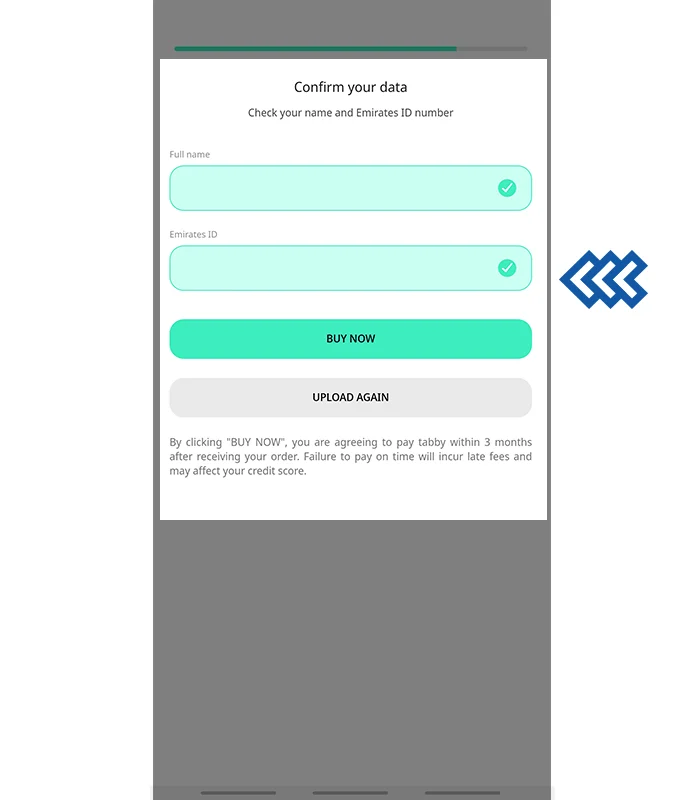 Confirm your data
Check your name and Emirates ID number
Full name
Emirates ID
BUY NOW
UPLOAD AGAIN
By clicking "BUY NOW", you are agreeing to pay tabby within 3 months
after receiving your order. Failure to pay on time will incur late fees and
may affect your credit score.